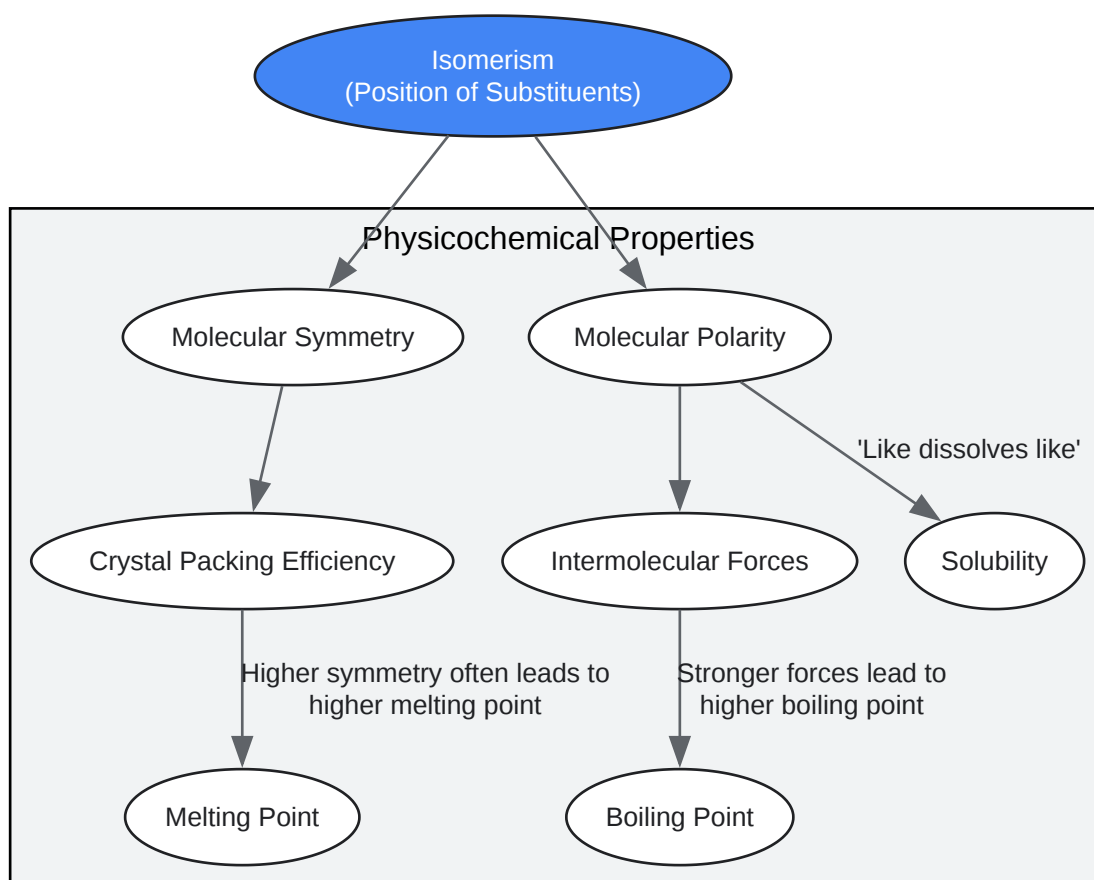 Isomerism
(Position of Substituents)
Physicochemical Properties
Molecular Symmetry
Molecular Polarity
'Like dissolves like'
Crystal Packing Efficiency
Intermolecular Forces
Solubility
Higher symmetry often leads to
higher melting point
Stronger forces lead to
higher boiling point
Melting Point
Boiling Point